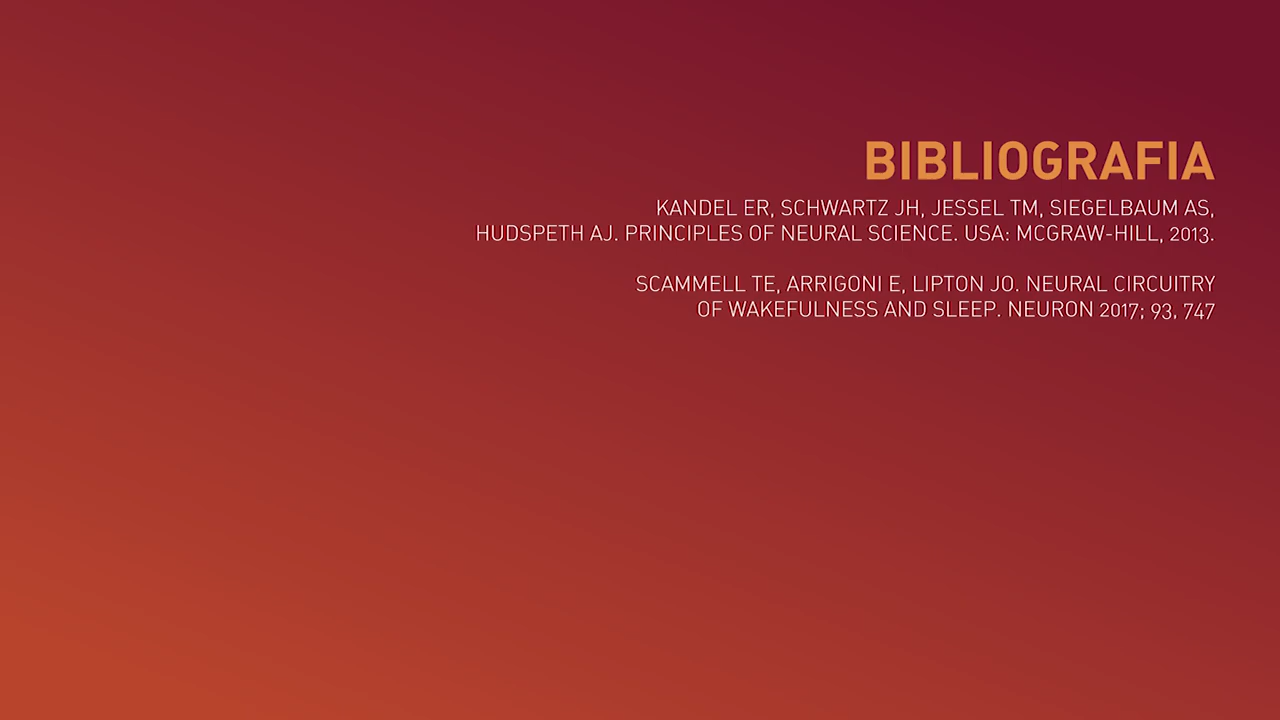 BIBLIOGRAFIA
KANDEL ER, SCHWARTZ JH, JESSEL TM, SIEGELBAUM AS,
HUDSPETH AJ. PRINCIPLES OF NEURAL SCIENCE. USA: MCGRAW-HILL, 2013.
SCAMMELL TE, ARRIGONI E, LIPTON JO. NEURAL CIRCUITRY
OF WAKEFULNESS AND SLEEP. NEURON 2017; 93, 747